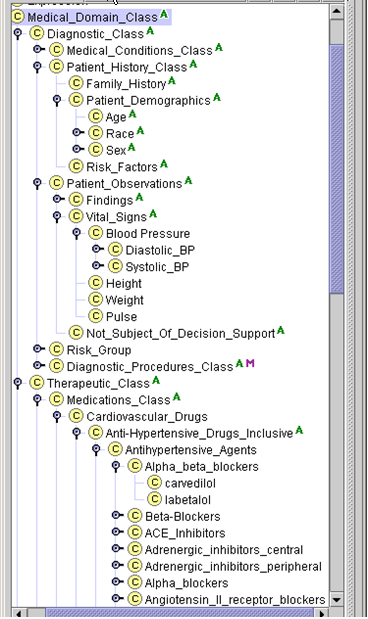 Medical_Domain_Class A
C Diagnostic_Class A
C Medical_Conditions_Class A
C Patient_History_Class A
C Family_History A
C Patient_Demographics A
C Age A
C Race A
C Sex A
C Risk_Factors A
C Patient_Observations A
C Findings A
C Vital_Signs A
C Blood Pressure
C Diastolic_BP
C Systolic_BP
C Height
C Weight
C Pulse
C Not_Subject_Of_Decision_Support A
C Risk_Group
C Diagnostic_Procedures_Class A M
C Therapeutic_Class A
C Medications_Class A
C Cardiovascular_Drugs
C Anti-Hypertensive_Drugs_Inclusive A
C Antihypertensive_Agents
C Alpha_beta_blockers
C carvedilol
C labetalol
C Beta-Blockers
C ACE_Inhibitors
C Adrenergic_inhibitors_central
C Adrenergic_inhibitors_peripheral
C Alpha_blockers
C Angiotensin_II_receptor_blockers